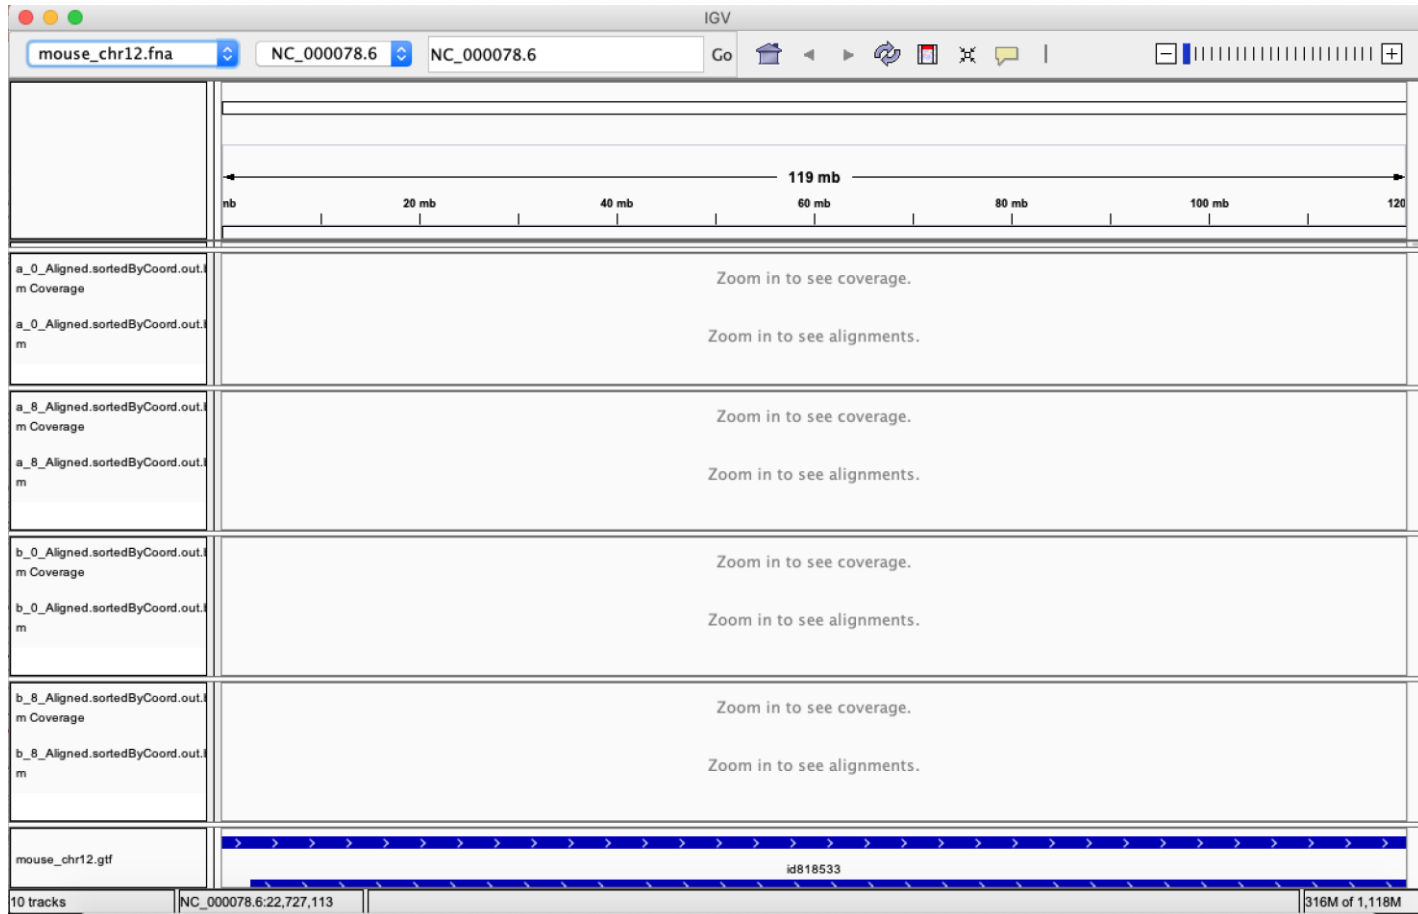 IGV
mouse_chr12.fna NC_000078.6 NC_000078.6 Go
119 mb
mb 20 mb 40 mb 60 mb 80 mb 100 mb 120
a_0_Aligned.sortedByCoord.out.
m Coverage
Zoom in to see coverage.
a_0_Aligned.sortedByCoord.out.
m
Zoom in to see alignments.
a_8_Aligned.sortedByCoord.out.
m Coverage
Zoom in to see coverage.
a_8_Aligned.sortedByCoord.out.
m
Zoom in to see alignments.
b_0_Aligned.sortedByCoord.out.
m Coverage
Zoom in to see coverage.
b_0_Aligned.sortedByCoord.out.
m
Zoom in to see alignments.
b_8_Aligned.sortedByCoord.out.
m Coverage
Zoom in to see coverage.
b_8_Aligned.sortedByCoord.out.
m
Zoom in to see alignments.
mouse_chr12.gtf
id818533
10 tracks NC_000078.6:22,727,113 316M of 1,118M